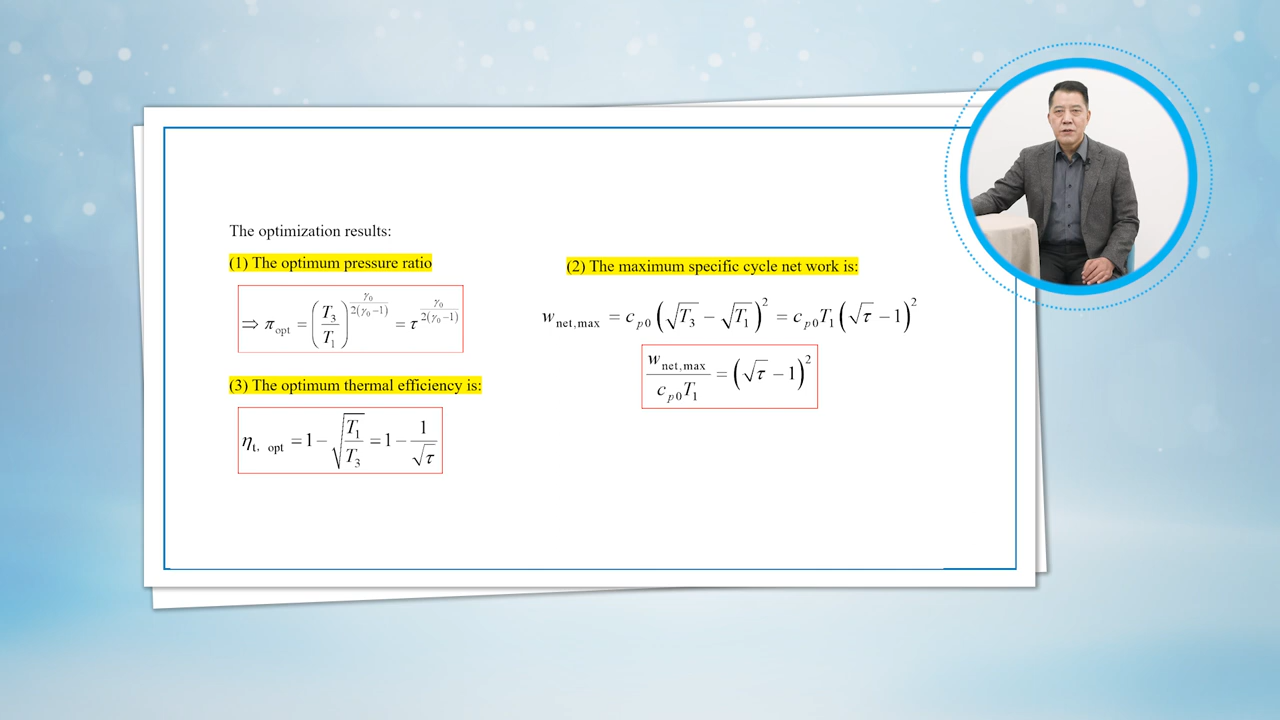 The optimization results:
(1) The optimum pressure ratio
⇒ π_opt = (T_3/T_1)^(γ_0/(2(γ_0−1))) = τ^(γ_0/(2(γ_0−1)))
(3) The optimum thermal efficiency is:
η_t, opt = 1 − √(T_1/T_3) = 1 − 1/√τ
(2) The maximum specific cycle net work is:
w_net,max = c_p0 (√T_3 − √T_1)^2 = c_p0 T_1 (√τ − 1)^2
w_net,max / c_p0 T_1 = (√τ − 1)^2